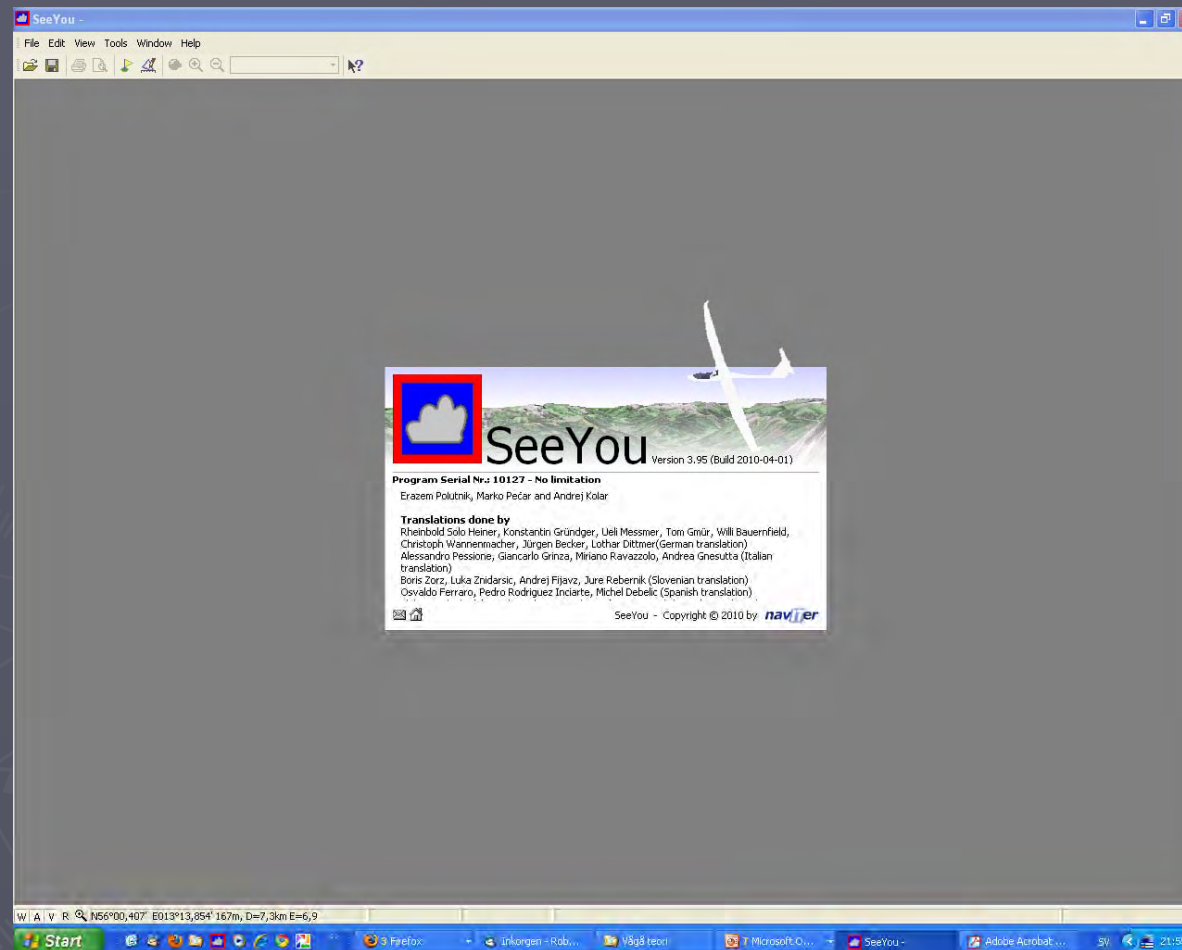 SeeYou -
File Edit View Tools Window Help
SeeYou Version 3.95 (Build 2010-04-01)
Program Serial Nr.: 10127 - No limitation
Erazem Polutnik, Marko Pečar and Andrej Kolar
Translations done by
Rheinbold Solo Heiner, Konstantin Gründger, Ueli Messmer, Tom Gmür, Willi Bauernfield,
Christoph Wannenmacher, Jürgen Becker, Lothar Dittmer(German translation)
Alessandro Pessione, Giancarlo Grinza, Miriano Ravazzolo, Andrea Gnesutta (Italian
translation)
Boris Zorz, Luka Znidarsic, Andrej Fijavz, Jure Rebernik (Slovenian translation)
Osvaldo Ferraro, Pedro Rodriguez Inciarte, Michel Debelic (Spanish translation)
SeeYou - Copyright © 2010 by naviter
W A V R N56°00,407' E013°13,854' 167m, D=7,3km E=6,9
Start 3 Firefox Inkorgen - Rob... Vågå teori 7 Microsoft O... SeeYou - Adobe Acrobat ... SV